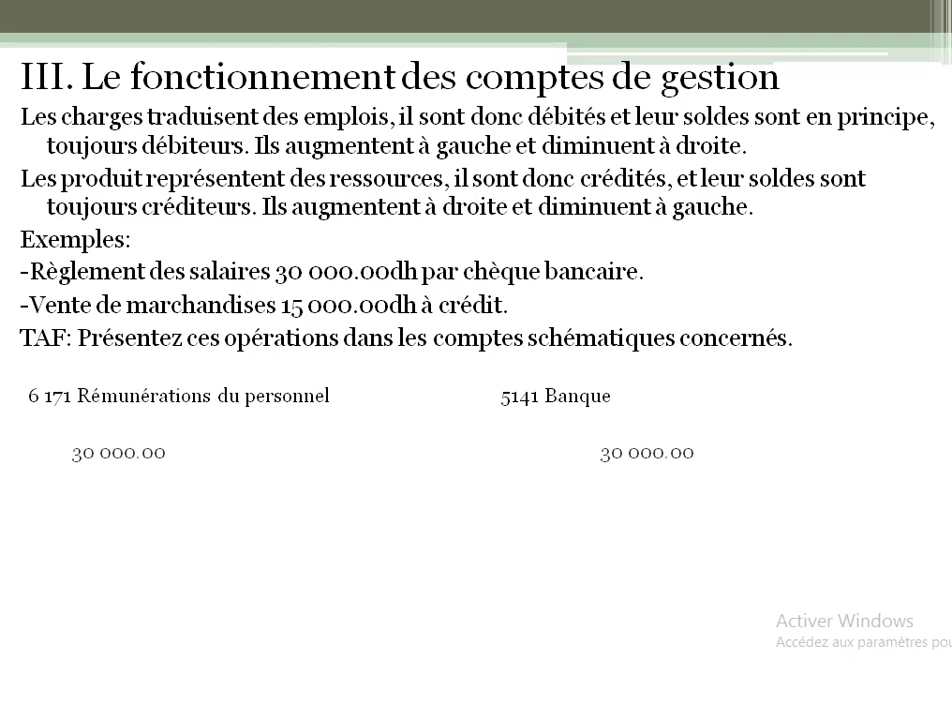 III. Le fonctionnement des comptes de gestion
Les charges traduisent des emplois, il sont donc débités et leur soldes sont en principe,
toujours débiteurs. Ils augmentent à gauche et diminuent à droite.
Les produit représentent des ressources, il sont donc crédités, et leur soldes sont
toujours créditeurs. Ils augmentent à droite et diminuent à gauche.
Exemples:
-Règlement des salaires 30 000.00dh par chèque bancaire.
-Vente de marchandises 15 000.00dh à crédit.
TAF: Présentez ces opérations dans les comptes schématiques concernés.
6 171 Rémunérations du personnel 5141 Banque
30 000.00 30 000.00
Activer Windows
Accédez aux paramètres pou